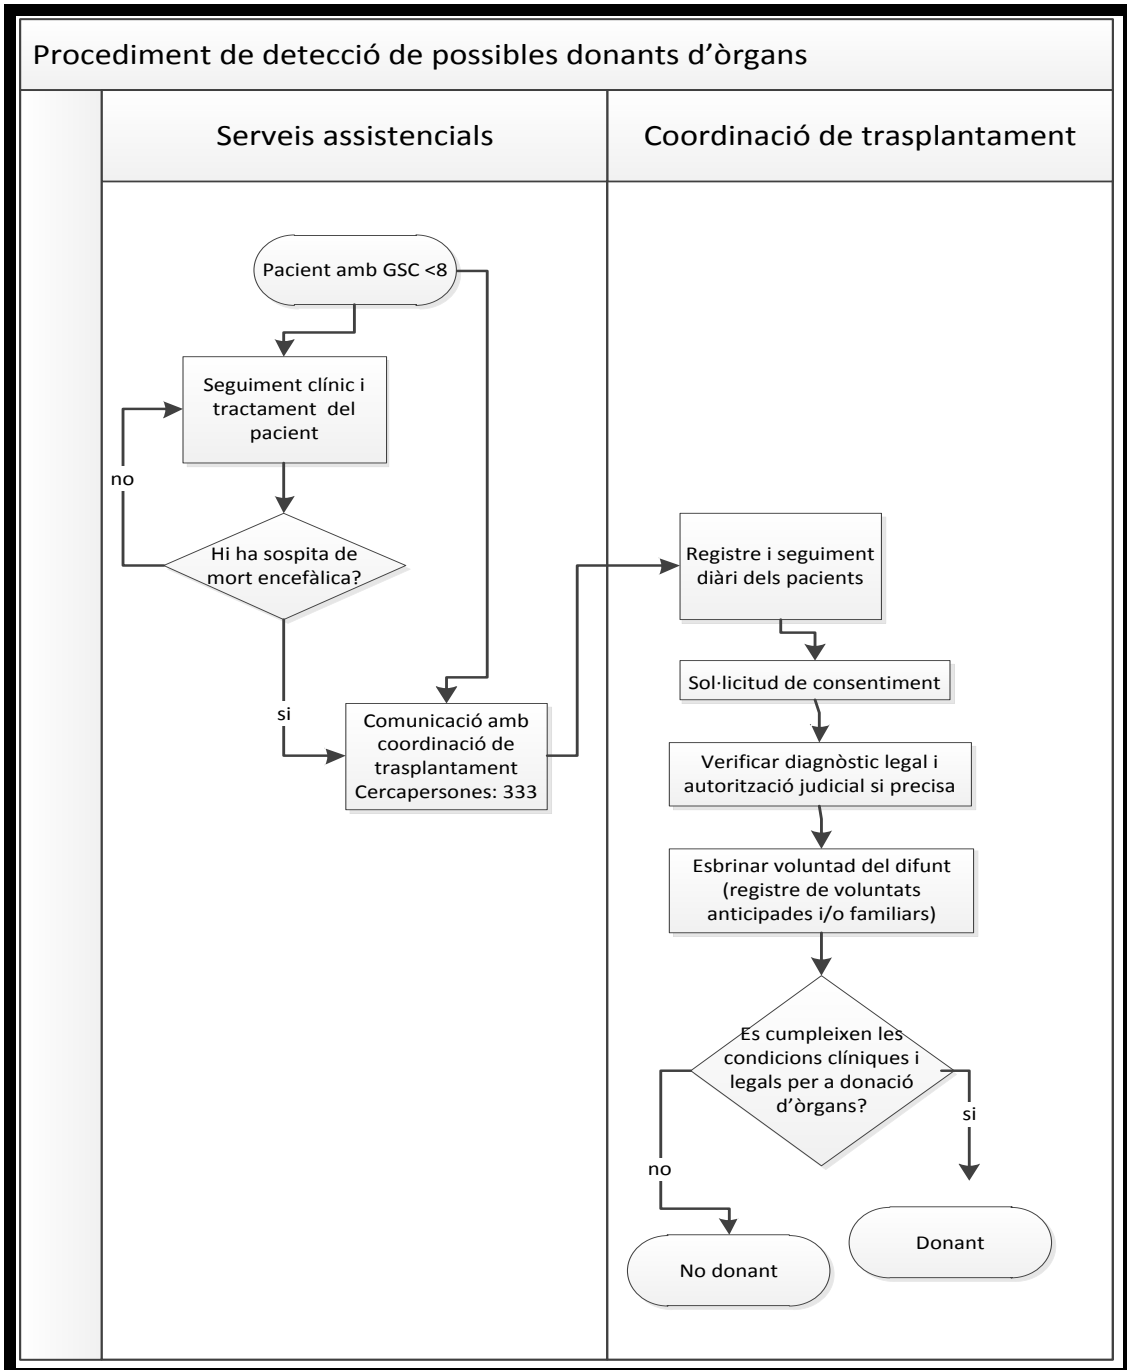 Procediment de detecció de possibles donants d'òrgans
Serveis assistencials
Coordinació de trasplantament
Pacient amb GSC <8
Seguiment clínic i
tractament del
pacient
no
Hi ha sospita de
mort encefàlica?
si
Comunicació amb
coordinació de
trasplantament
Cercapersones: 333
Registre i seguiment
diàri dels pacients
Sol·licitud de consentiment
Verificar diagnòstic legal i
autorització judicial si precisa
Esbrinar voluntad del difunt
(registre de voluntats
anticipades i/o familiars)
Es cumpleixen les
condicions clíniques i
legals per a donació
d'òrgans?
si
no
Donant
No donant